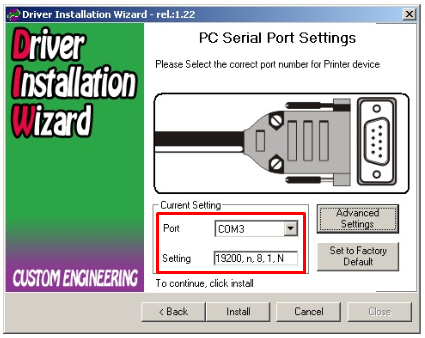 Driver Installation Wizard - rel.:1.22
Driver
Installation
Wizard
PC Serial Port Settings
Please Select the correct port number for Printer device
Current Setting
Port
COM3
Setting
19200, n, 8, 1, N
Advanced
Settings
Set to Factory
Default
CUSTOM ENGINEERING
To continue, click install
< Back
Install
Cancel
Close